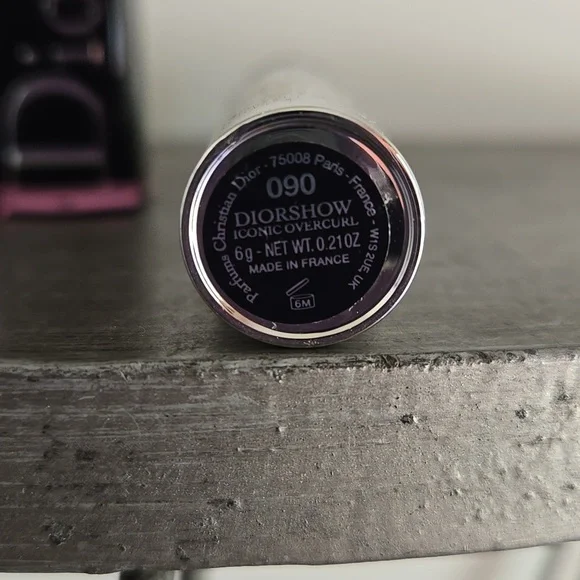 Parfums Christian Dior - 75008 Paris - France - W1S 2UE, UK
090
DIORSHOW
ICONIC OVERCURL
6g - NET WT. 0.21OZ
MADE IN FRANCE
6M